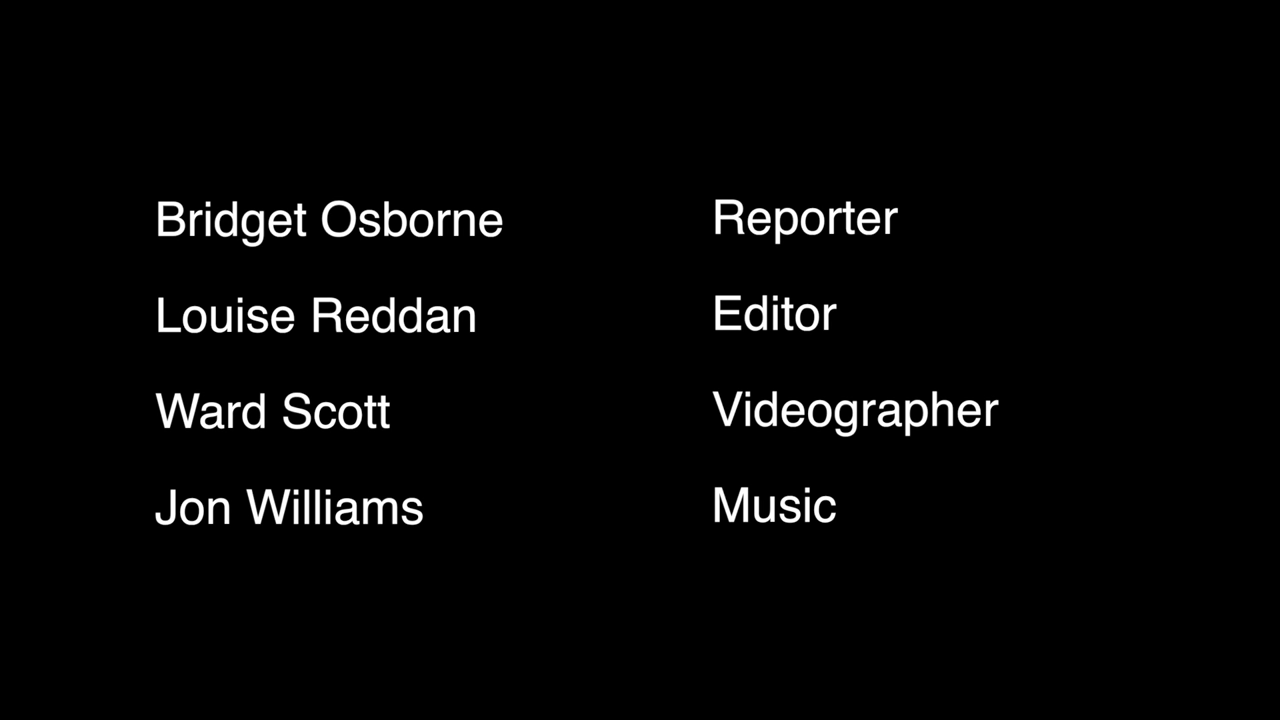 Bridget Osborne Reporter
Louise Reddan Editor
Ward Scott Videographer
Jon Williams Music